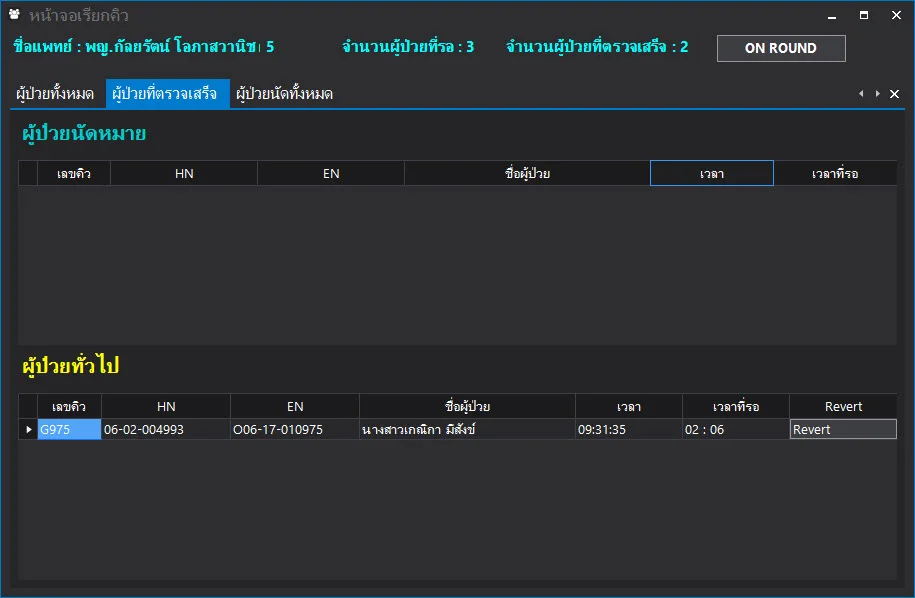 หน้าจอเรียกคิว
ชื่อแพทย์ : พญ.กัลยรัตน์ โอภาสวานิช 5 จำนวนผู้ป่วยที่รอ : 3 จำนวนผู้ป่วยที่ตรวจเสร็จ : 2 ON ROUND
ผู้ป่วยทั้งหมด ผู้ป่วยที่ตรวจเสร็จ ผู้ป่วยนัดทั้งหมด
ผู้ป่วยนัดหมาย
เลขคิว HN EN ชื่อผู้ป่วย เวลา เวลาที่รอ
ผู้ป่วยทั่วไป
เลขคิว HN EN ชื่อผู้ป่วย เวลา เวลาที่รอ Revert
G975 06-02-004993 O06-17-010975 นางสาวเกณิกา มีสังข์ 09:31:35 02 : 06 Revert